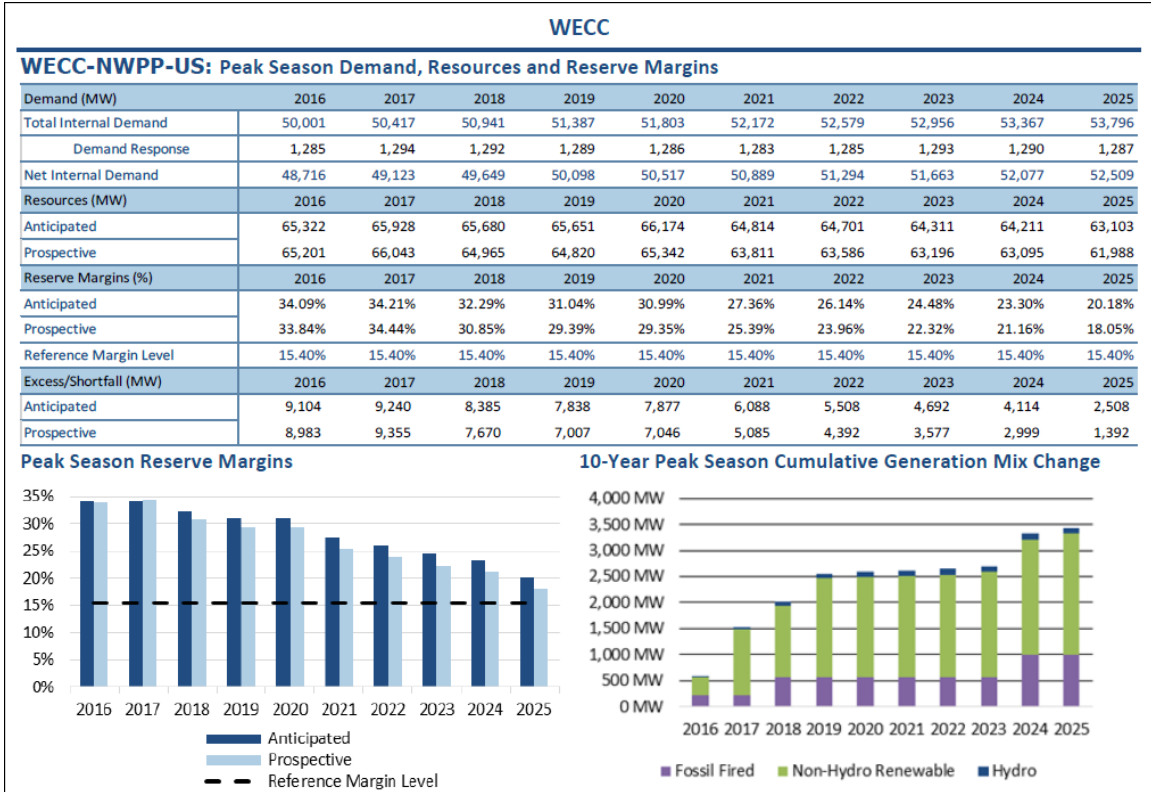 WECC
WECC-NWPP-US: Peak Season Demand, Resources and Reserve Margins
Demand (MW) 2016 2017 2018 2019 2020 2021 2022 2023 2024 2025
Total Internal Demand 50,001 50,417 50,941 51,387 51,803 52,172 52,579 52,956 53,367 53,796
Demand Response 1,285 1,294 1,292 1,289 1,286 1,283 1,285 1,293 1,290 1,287
Net Internal Demand 48,716 49,123 49,649 50,098 50,517 50,889 51,294 51,663 52,077 52,509
Resources (MW) 2016 2017 2018 2019 2020 2021 2022 2023 2024 2025
Anticipated 65,322 65,928 65,680 65,651 66,174 64,814 64,701 64,311 64,211 63,103
Prospective 65,201 66,043 64,965 64,820 65,342 63,811 63,586 63,196 63,095 61,988
Reserve Margins (%) 2016 2017 2018 2019 2020 2021 2022 2023 2024 2025
Anticipated 34.09% 34.21% 32.29% 31.04% 30.99% 27.36% 26.14% 24.48% 23.30% 20.18%
Prospective 33.84% 34.44% 30.85% 29.39% 29.35% 25.39% 23.96% 22.32% 21.16% 18.05%
Reference Margin Level 15.40% 15.40% 15.40% 15.40% 15.40% 15.40% 15.40% 15.40% 15.40% 15.40%
Excess/Shortfall (MW) 2016 2017 2018 2019 2020 2021 2022 2023 2024 2025
Anticipated 9,104 9,240 8,385 7,838 7,877 6,088 5,508 4,692 4,114 2,508
Prospective 8,983 9,355 7,670 7,007 7,046 5,085 4,392 3,577 2,999 1,392
Peak Season Reserve Margins
35%
30%
25%
20%
15%
10%
5%
0%
2016 2017 2018 2019 2020 2021 2022 2023 2024 2025
Anticipated
Prospective
Reference Margin Level
10-Year Peak Season Cumulative Generation Mix Change
4,000 MW
3,500 MW
3,000 MW
2,500 MW
2,000 MW
1,500 MW
1,000 MW
500 MW
0 MW
2016 2017 2018 2019 2020 2021 2022 2023 2024 2025
Fossil Fired Non-Hydro Renewable Hydro